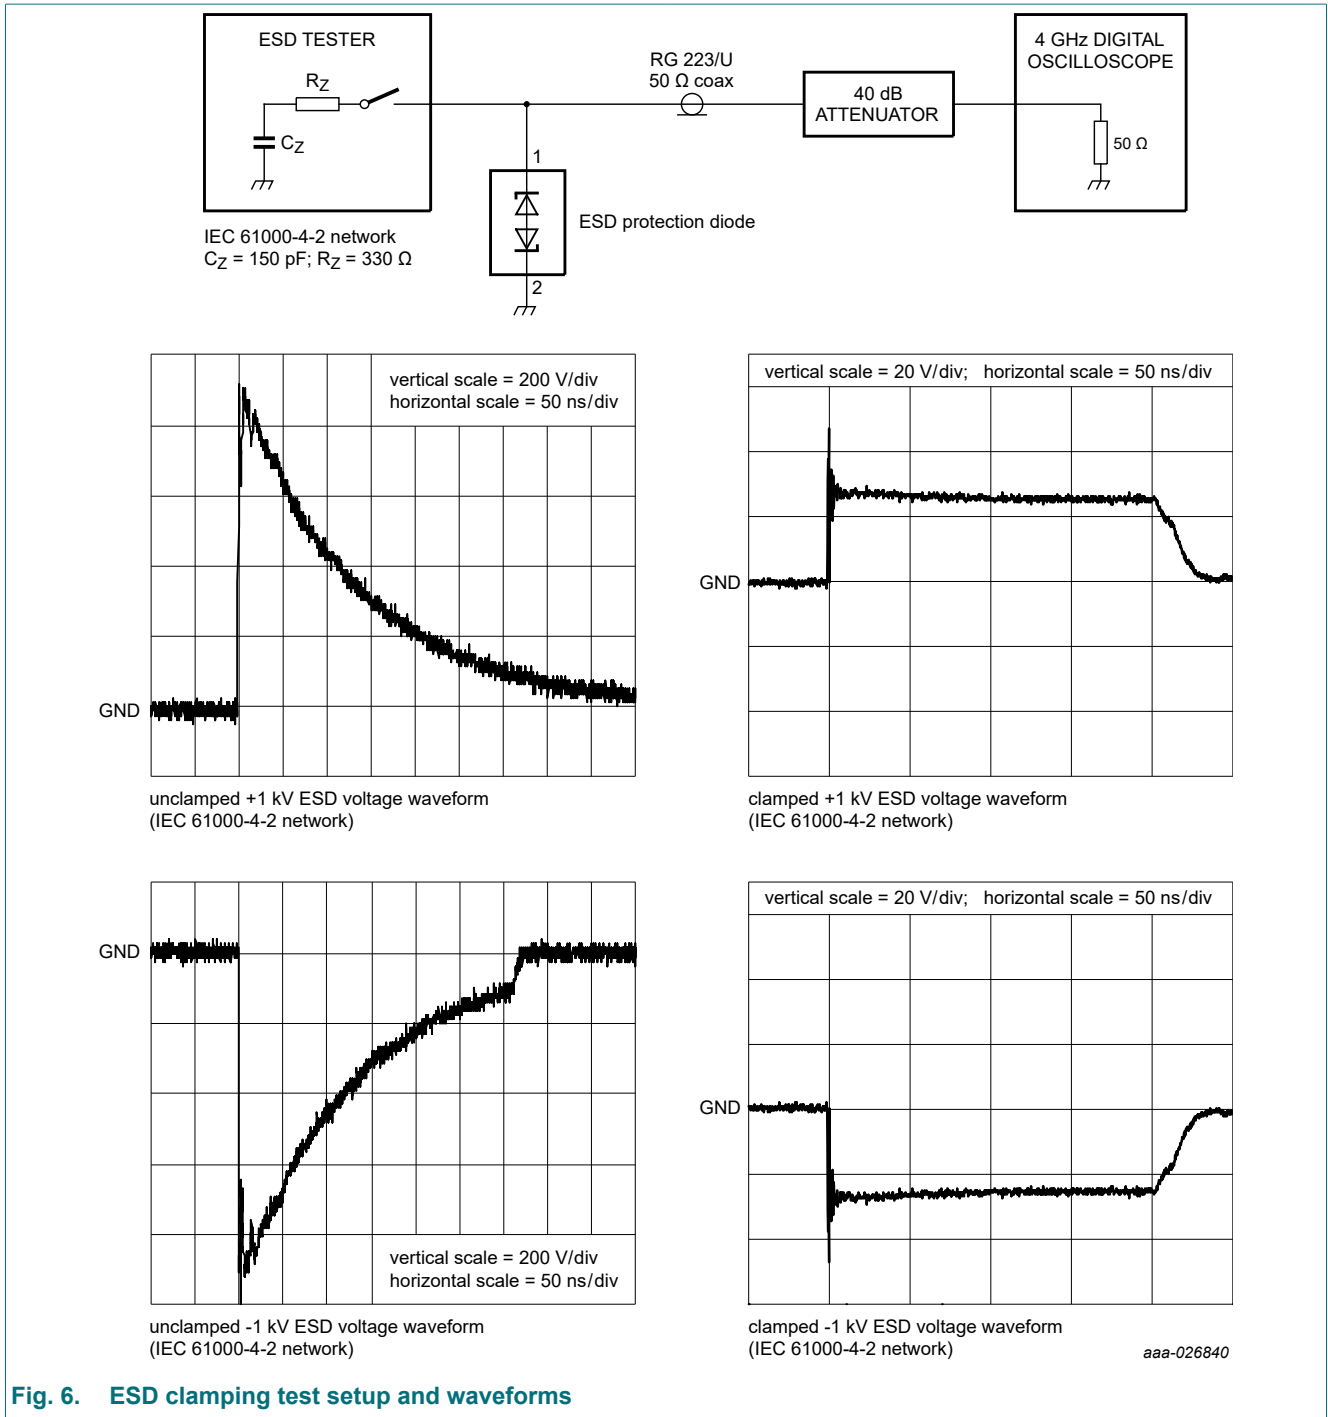 ESD TESTER
RZ
CZ
IEC 61000-4-2 network
CZ = 150 pF; RZ = 330 Ω
1
2
ESD protection diode
RG 223/U
50 Ω coax
40 dB
ATTENUATOR
4 GHz DIGITAL
OSCILLOSCOPE
50 Ω
vertical scale = 200 V/div
horizontal scale = 50 ns/div
GND
unclamped +1 kV ESD voltage waveform
(IEC 61000-4-2 network)
vertical scale = 20 V/div; horizontal scale = 50 ns/div
GND
clamped +1 kV ESD voltage waveform
(IEC 61000-4-2 network)
GND
vertical scale = 200 V/div
horizontal scale = 50 ns/div
unclamped -1 kV ESD voltage waveform
(IEC 61000-4-2 network)
vertical scale = 20 V/div; horizontal scale = 50 ns/div
GND
clamped -1 kV ESD voltage waveform
(IEC 61000-4-2 network)
aaa-026840
Fig. 6. ESD clamping test setup and waveforms